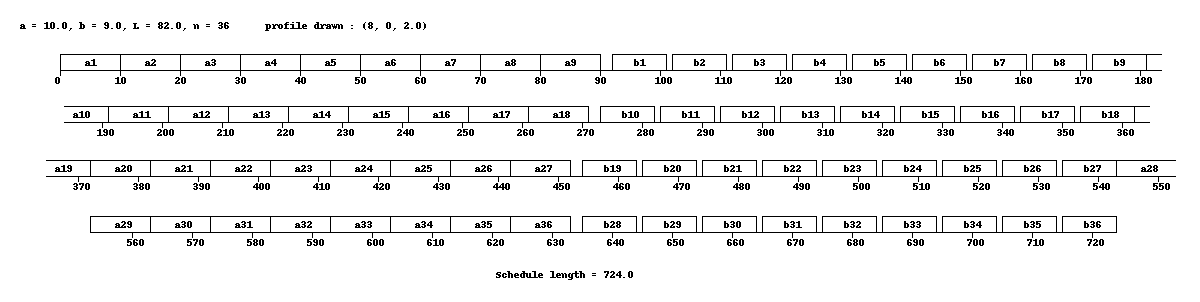 a = 10.0, b = 9.0, L = 82.0, n = 36 profile drawn : (8, 0, 2.0)
a1 a2 a3 a4 a5 a6 a7 a8 a9 b1 b2 b3 b4 b5 b6 b7 b8 b9
0 10 20 30 40 50 60 70 80 90 100 110 120 130 140 150 160 170 180
a10 a11 a12 a13 a14 a15 a16 a17 a18 b10 b11 b12 b13 b14 b15 b16 b17 b18
190 200 210 220 230 240 250 260 270 280 290 300 310 320 330 340 350 360
a19 a20 a21 a22 a23 a24 a25 a26 a27 b19 b20 b21 b22 b23 b24 b25 b26 b27 a28
370 380 390 400 410 420 430 440 450 460 470 480 490 500 510 520 530 540 550
a29 a30 a31 a32 a33 a34 a35 a36 b28 b29 b30 b31 b32 b33 b34 b35 b36
560 570 580 590 600 610 620 630 640 650 660 670 680 690 700 710 720
Schedule length = 724.0